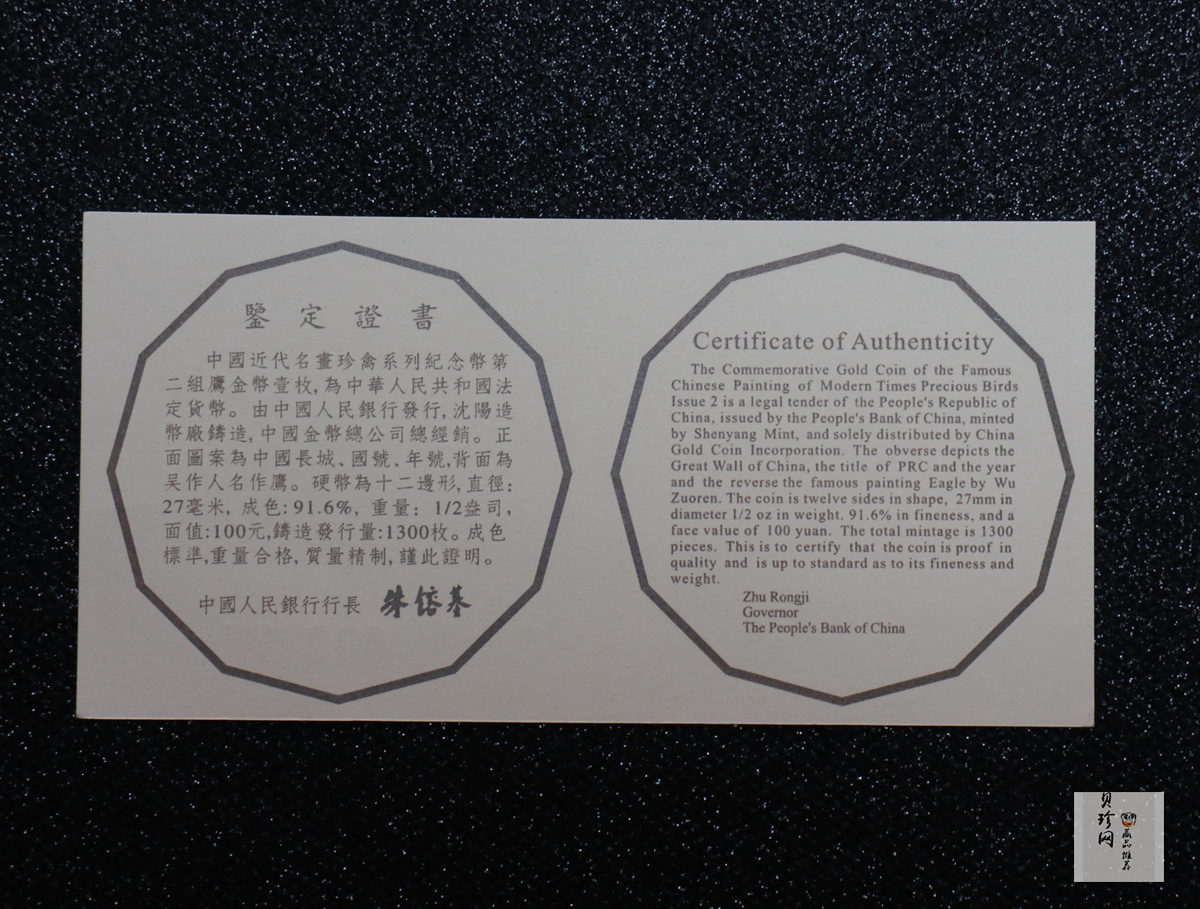 鑒定證書
中國近代名畫珍禽系列紀念幣第
二組鷹金幣壹枚,為中華人民共和國法
定貨幣。由中國人民銀行發行,沈陽造
幣廠鑄造,中國金幣總公司總經銷。正
面圖案為中國長城、國號、年號,背面為
吴作人名作鷹。硬幣為十二邊形,直徑:
27毫米, 成色: 91.6%, 重量: 1/2盎司,
面值:100元,鑄造發行量:1300枚。成色
標準,重量合格,質量精制,謹此證明。
中國人民銀行行長 朱鎔基
Certificate of Authenticity
The Commemorative Gold Coin of the Famous
Chinese Painting of Modern Times Precious Birds
Issue 2 is a legal tender of the People's Republic of
China, issued by the People's Bank of China, minted
by Shenyang Mint, and solely distributed by China
Gold Coin Incorporation. The obverse depicts the
Great Wall of China, the title of PRC and the year
and the reverse the famous painting Eagle by Wu
Zuoren. The coin is twelve sides in shape, 27mm in
diameter 1/2 oz in weight. 91.6% in fineness, and a
face value of 100 yuan. The total mintage is 1300
pieces. This is to certify that the coin is proof in
quality and is up to standard as to its fineness and
weight.
Zhu Rongji
Governor
The People's Bank of China
贝珍网
藏品推荐